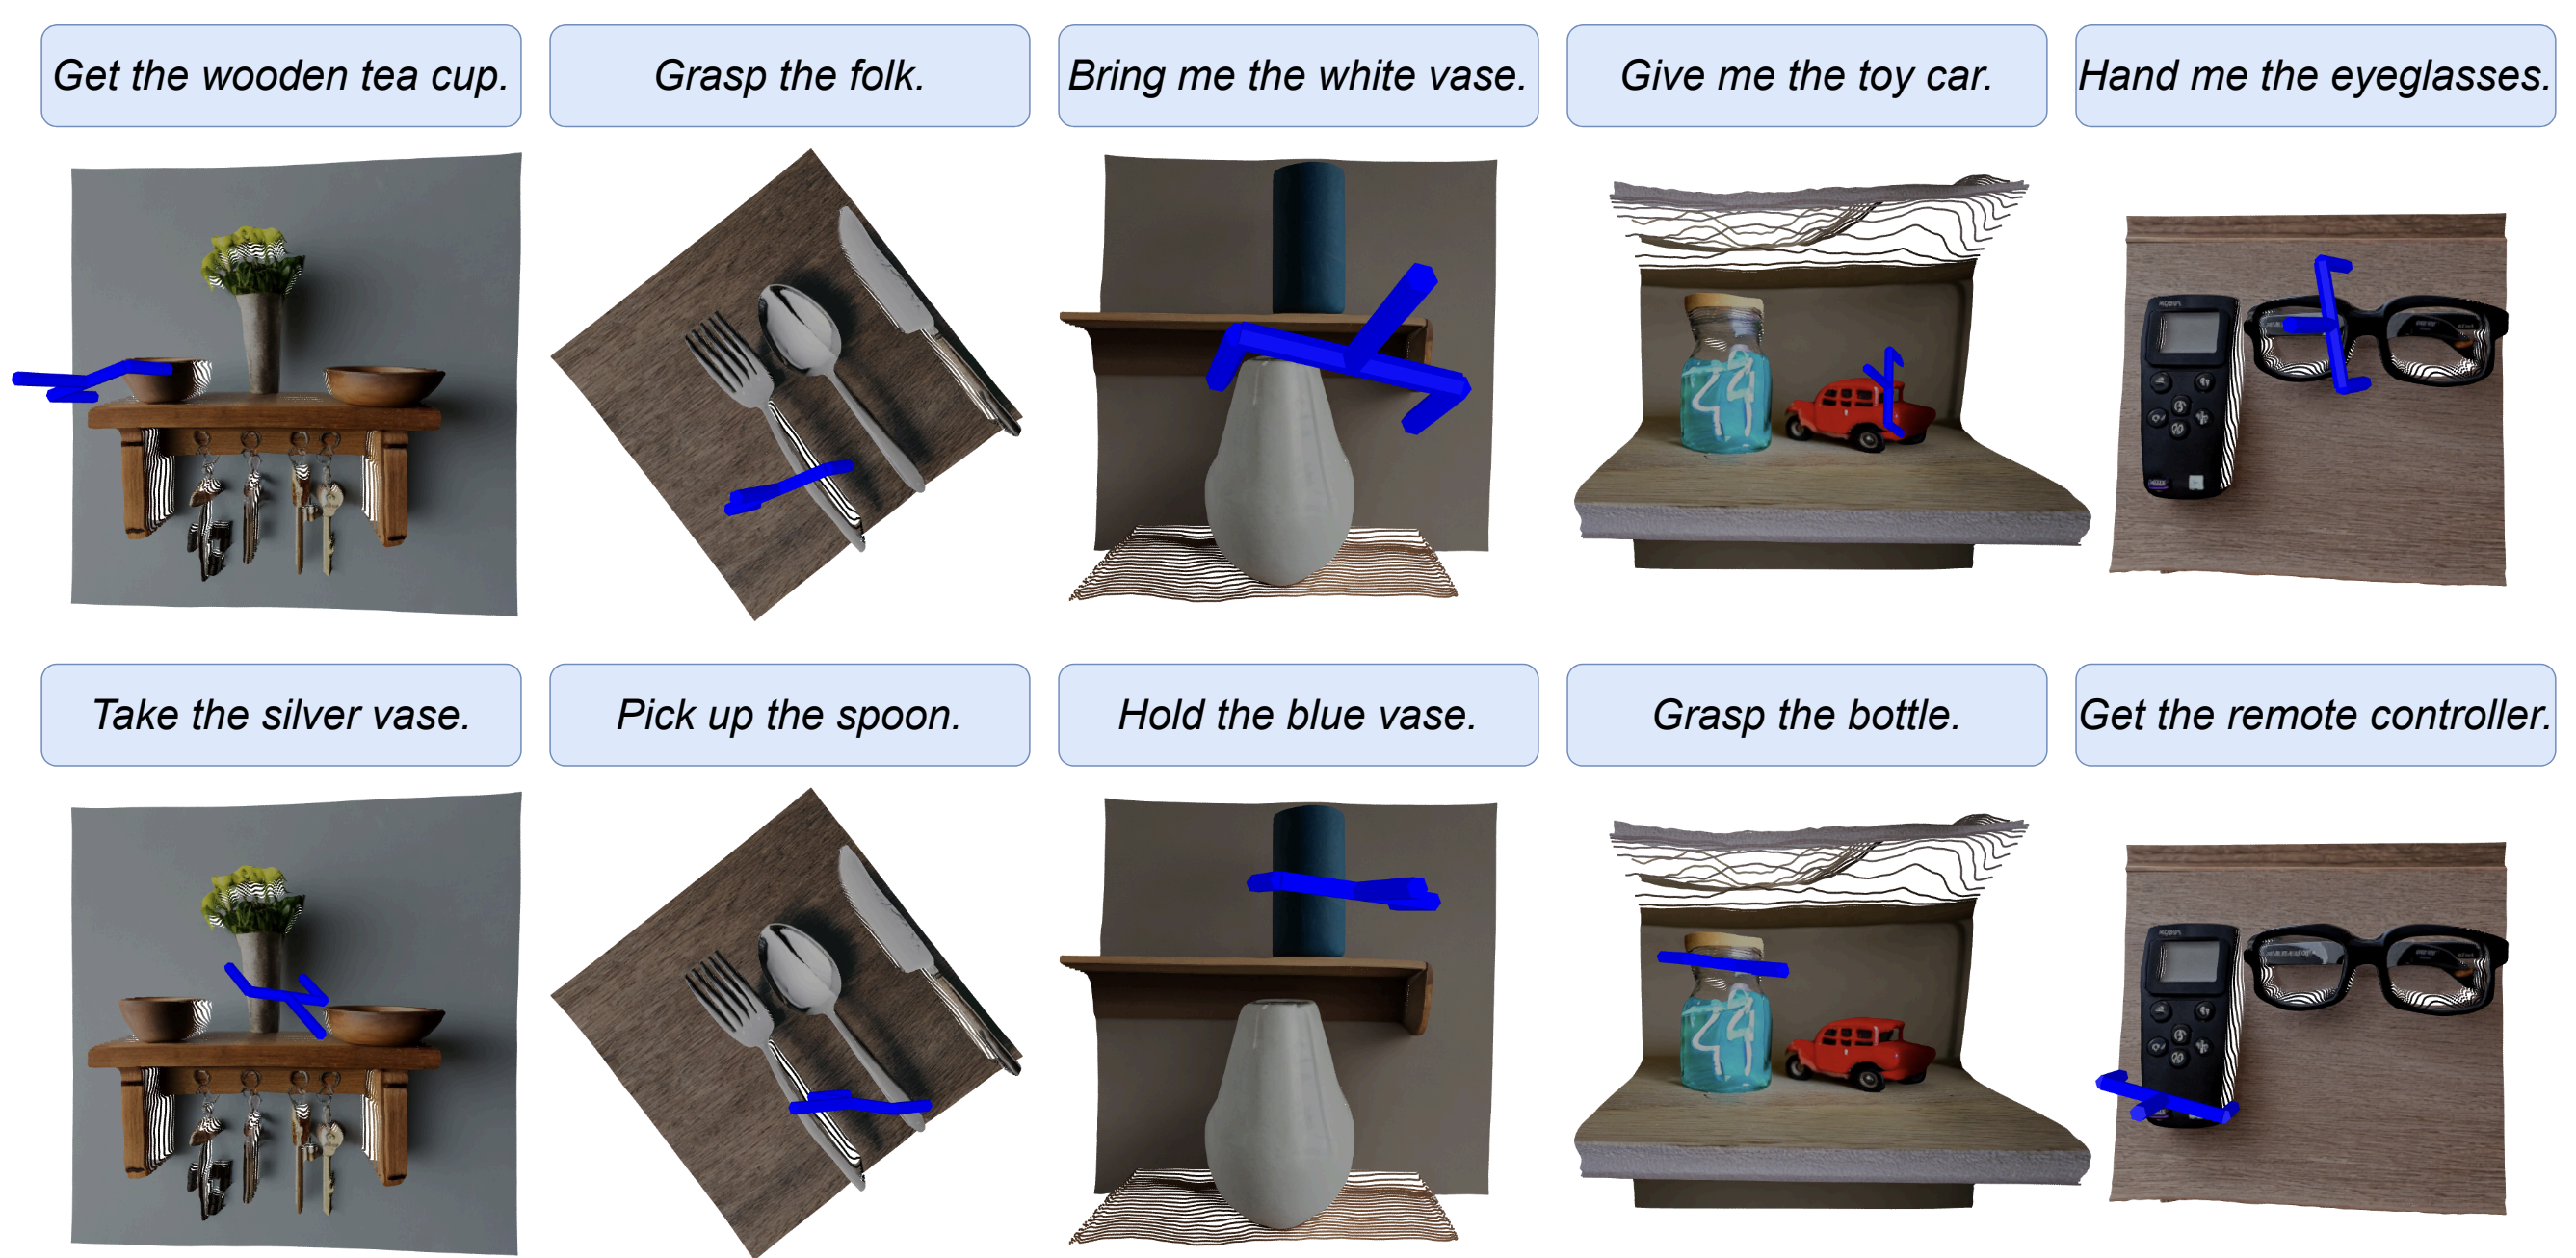 Get the wooden tea cup.
Grasp the folk.
Bring me the white vase.
Give me the toy car.
Hand me the eyeglasses.
Take the silver vase.
Pick up the spoon.
Hold the blue vase.
Grasp the bottle.
Get the remote controller.